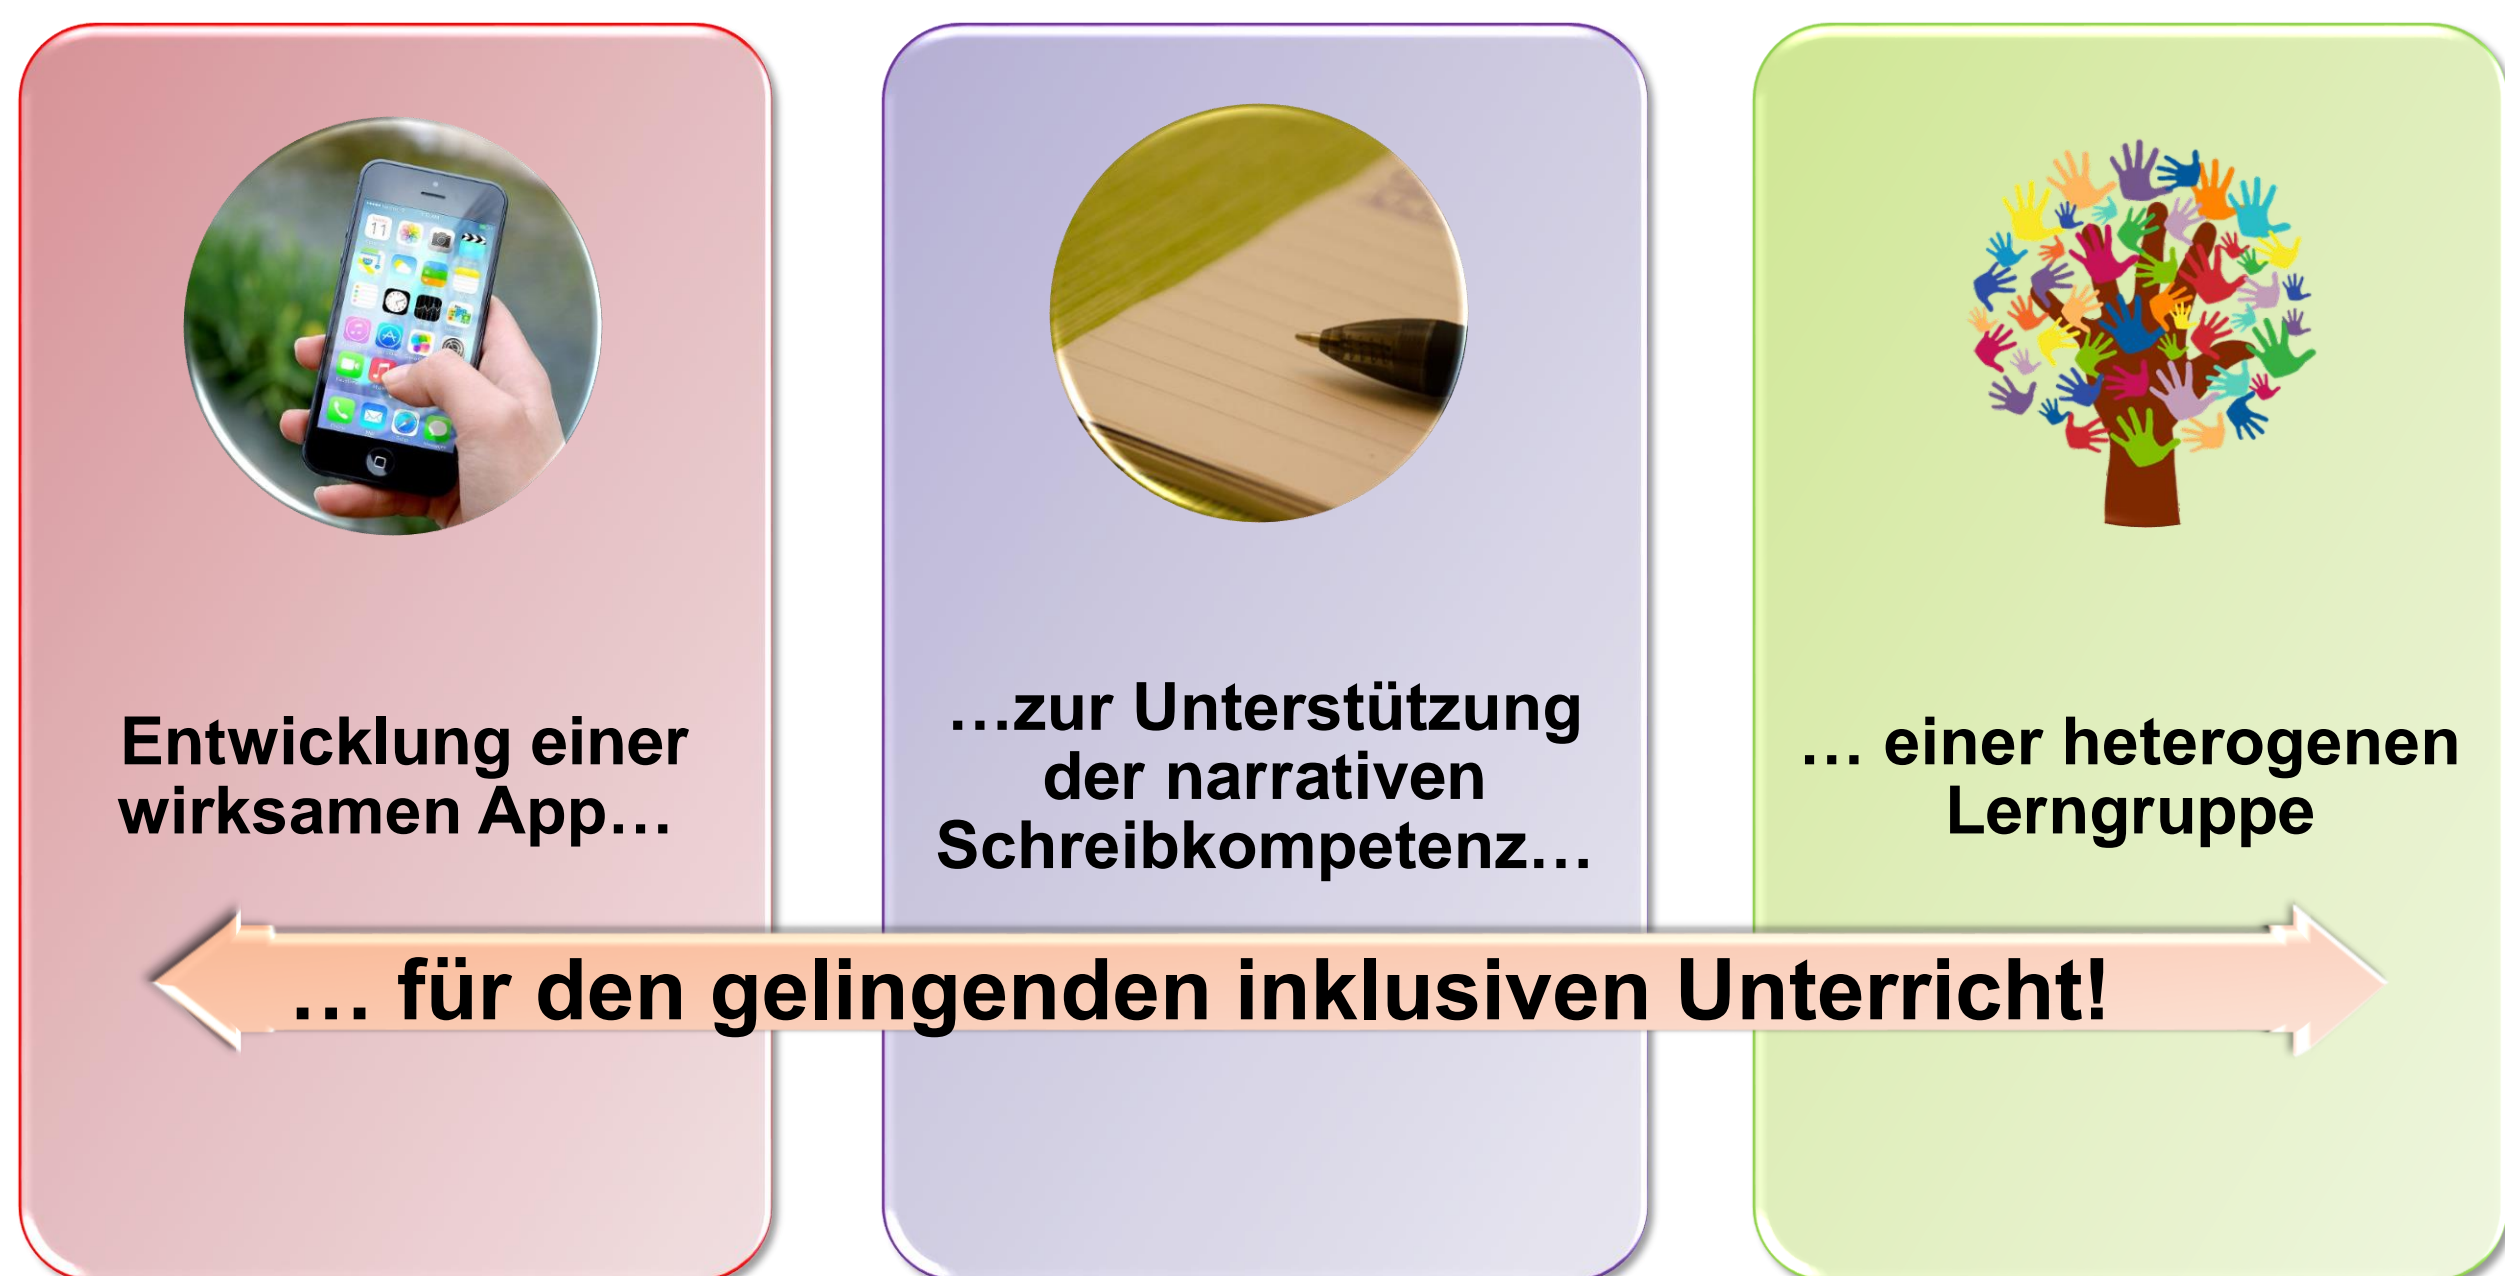 Entwicklung einer
wirksamen App…
…zur Unterstützung
der narrativen
Schreibkompetenz…
… einer heterogenen
Lerngruppe
… für den gelingenden inklusiven Unterricht!